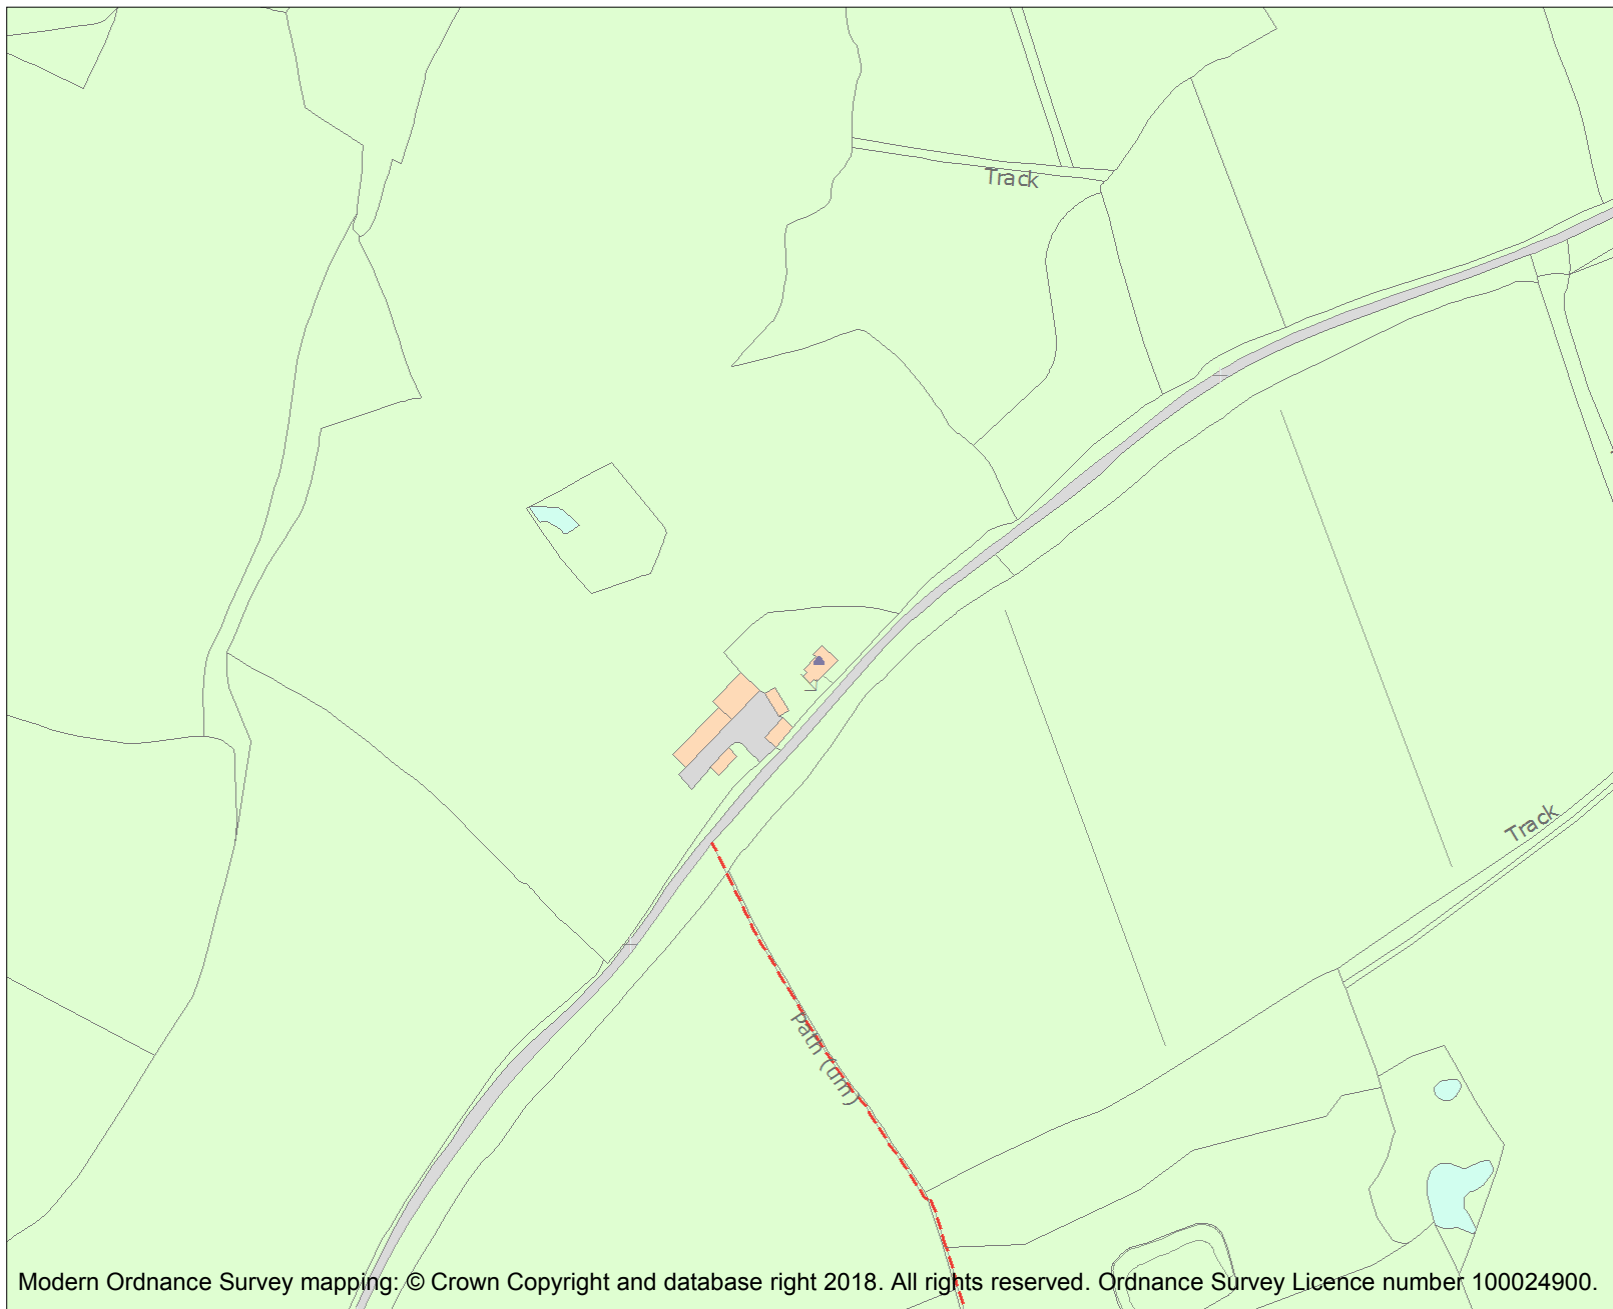 Track
Track
Path (um)
Modern Ordnance Survey mapping: © Crown Copyright and database right 2018. All rights reserved. Ordnance Survey Licence number 100024900.